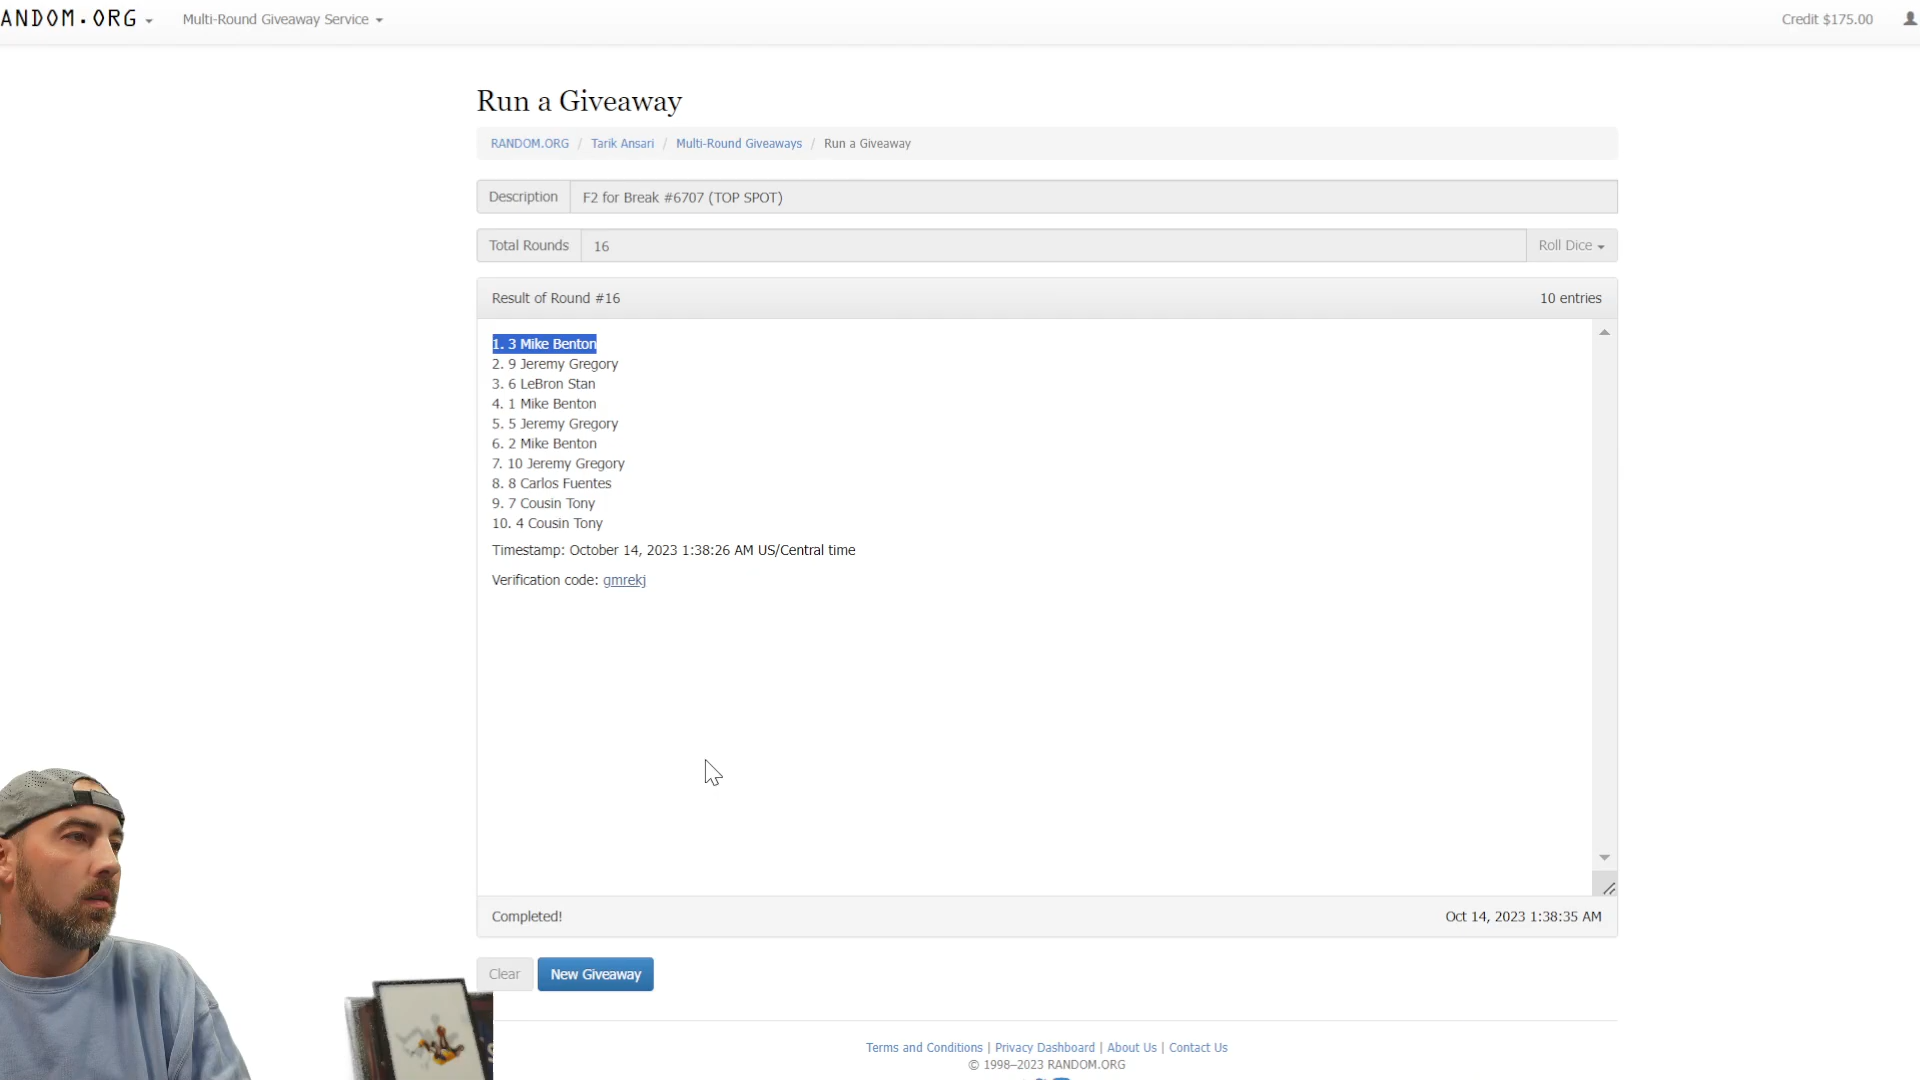 ANDOM.ORG
Multi-Round Giveaway Service
Credit $175.00
Run a Giveaway
RANDOM.ORG / Tarik Ansari / Multi-Round Giveaways / Run a Giveaway
Description F2 for Break #6707 (TOP SPOT)
Total Rounds 16 Roll Dice
Result of Round #16 10 entries
1. 3 Mike Benton
2. 9 Jeremy Gregory
3. 6 LeBron Stan
4. 1 Mike Benton
5. 5 Jeremy Gregory
6. 2 Mike Benton
7. 10 Jeremy Gregory
8. 8 Carlos Fuentes
9. 7 Cousin Tony
10. 4 Cousin Tony
Timestamp: October 14, 2023 1:38:26 AM US/Central time
Verification code: gmrekj
Completed! Oct 14, 2023 1:38:35 AM
Clear New Giveaway
Terms and Conditions | Privacy Dashboard | About Us | Contact Us
© 1998–2023 RANDOM.ORG